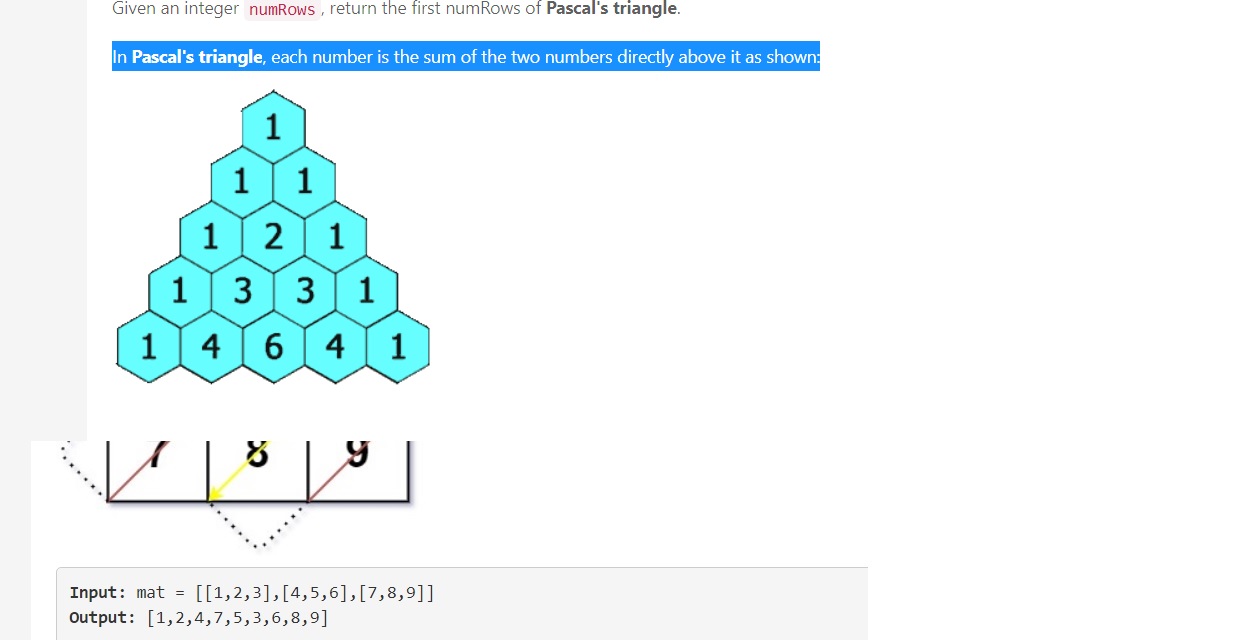 Given an integer numRows , return the first numRows of Pascal's triangle.
In Pascal's triangle, each number is the sum of the two numbers directly above it as shown:
1
1 1
1 2 1
1 3 3 1
1 4 6 4 1
7 8 9
Input: mat = [[1,2,3],[4,5,6],[7,8,9]]
Output: [1,2,4,7,5,3,6,8,9]